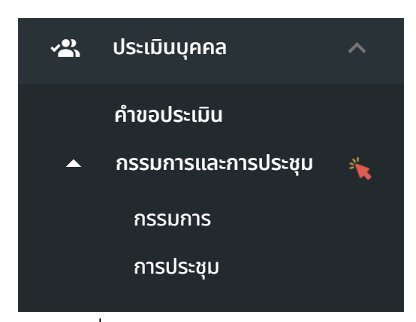 ประเมินบุคคล
คำขอประเมิน
กรรมการและการประชุม
กรรมการ
การประชุม